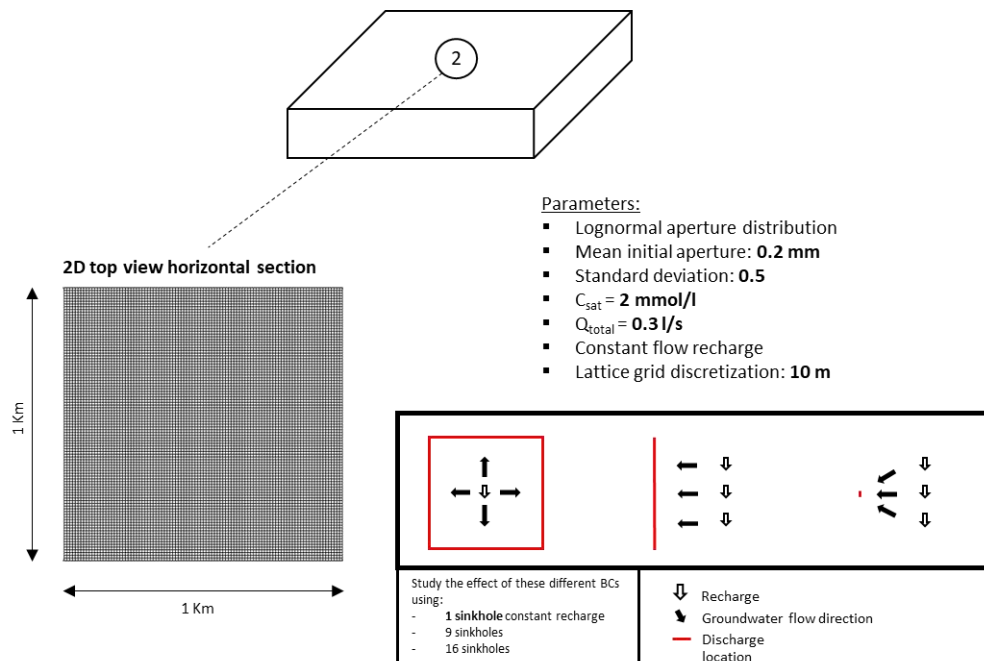 2
Parameters:
▪ Lognormal aperture distribution
▪ Mean initial aperture: 0.2 mm
▪ Standard deviation: 0.5
▪ Csat = 2 mmol/l
▪ Qtotal = 0.3 l/s
▪ Constant flow recharge
▪ Lattice grid discretization: 10 m
2D top view horizontal section
1 Km
1 Km
Study the effect of these different BCs
using:
- 1 sinkhole constant recharge
- 9 sinkholes
- 16 sinkholes
Recharge
Groundwater flow direction
Discharge
location